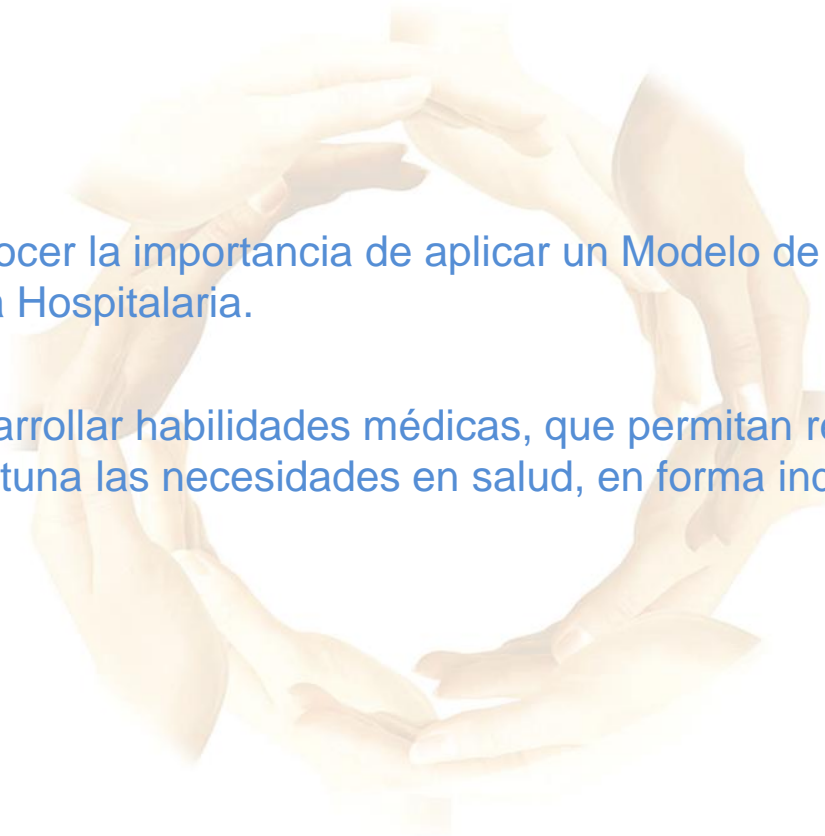 ocer la importancia de aplicar un Modelo de
a Hospitalaria.
arrollar habilidades médicas, que permitan re
tuna las necesidades en salud, en forma ind